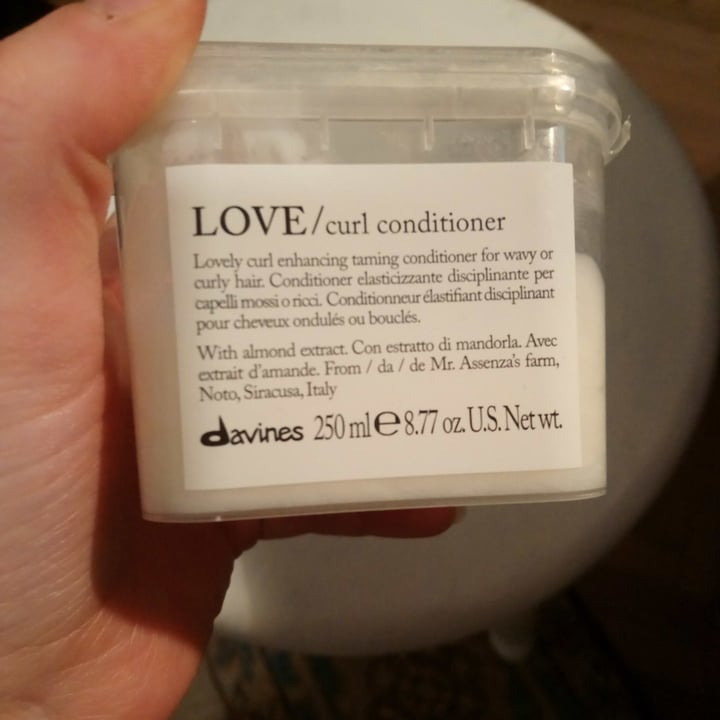 LOVE/curl conditioner
Lovely curl enhancing taming conditioner for wavy or
curly hair. Conditioner elasticizzante disciplinante per
capelli mossi o ricci. Conditionneur élastifiant disciplinant
pour cheveux ondulés ou bouclés.
With almond extract. Con estratto di mandorla. Avec
extrait d'amande. From / da / de Mr. Assenza's farm,
Noto, Siracusa, Italy
davines 250 ml e 8.77 oz. U.S. Net wt.